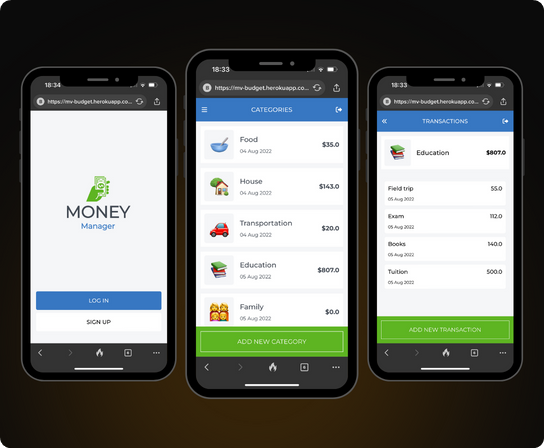 18:34
https://mv-budget.herokuapp.co...
MONEY
Manager
LOG IN
SIGN UP
18:33
https://mv-budget.herokuapp.co...
CATEGORIES
Food
04 Aug 2022
$35.0
House
04 Aug 2022
$143.0
Transportation
04 Aug 2022
$20.0
Education
05 Aug 2022
$807.0
Family
05 Aug 2022
$0.0
ADD NEW CATEGORY
18:33
https://mv-budget.herokuapp.co...
TRANSACTIONS
Education
$807.0
Field trip
55.0
05 Aug 2022
Exam
112.0
05 Aug 2022
Books
140.0
05 Aug 2022
Tuition
500.0
05 Aug 2022
ADD NEW TRANSACTION